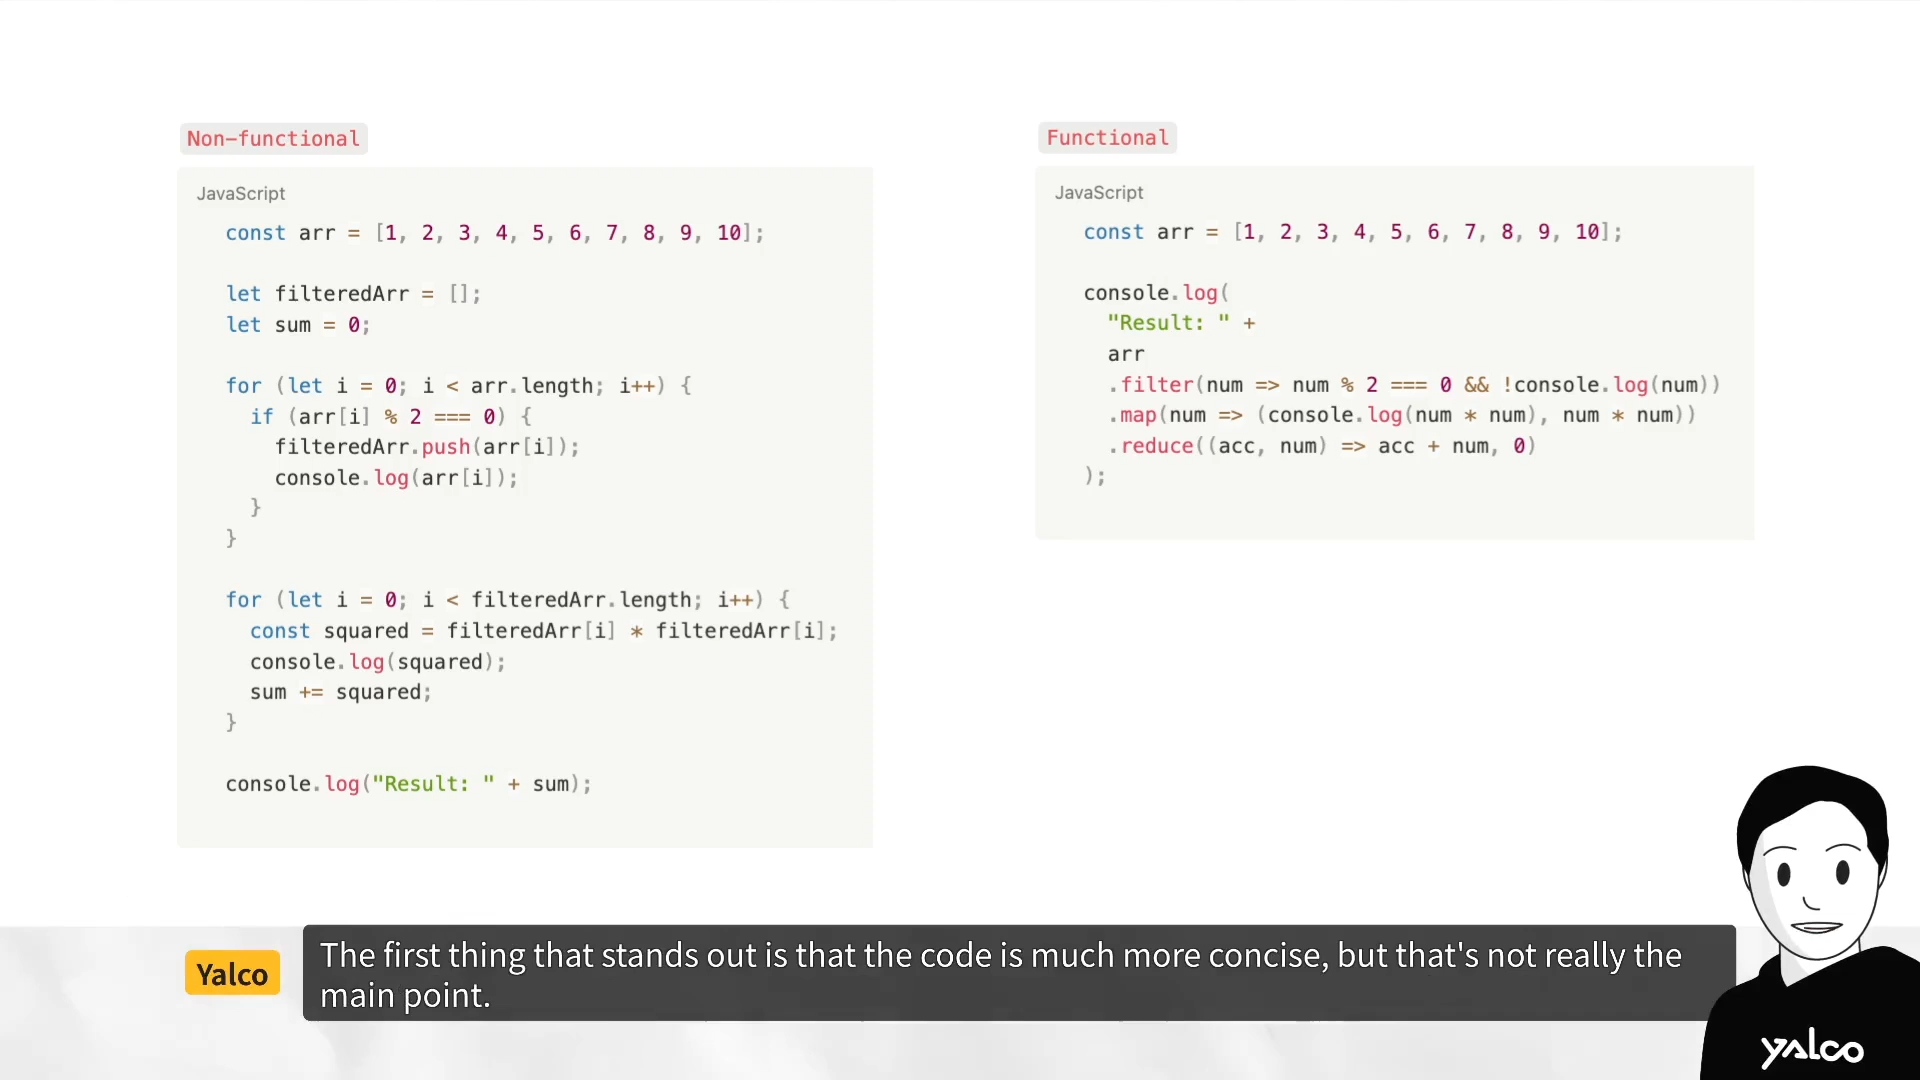 Non-functional
JavaScript
const arr = [1, 2, 3, 4, 5, 6, 7, 8, 9, 10];
let filteredArr = [];
let sum = 0;
for (let i = 0; i < arr.length; i++) {
if (arr[i] % 2 === 0) {
filteredArr.push(arr[i]);
console.log(arr[i]);
}
}
for (let i = 0; i < filteredArr.length; i++) {
const squared = filteredArr[i] * filteredArr[i];
console.log(squared);
sum += squared;
}
console.log("Result: " + sum);
Functional
JavaScript
const arr = [1, 2, 3, 4, 5, 6, 7, 8, 9, 10];
console.log(
"Result: " +
arr
.filter(num => num % 2 === 0 && !console.log(num))
.map(num => (console.log(num * num), num * num))
.reduce((acc, num) => acc + num, 0)
);
Yalco
The first thing that stands out is that the code is much more concise, but that's not really the
main point.
yalco